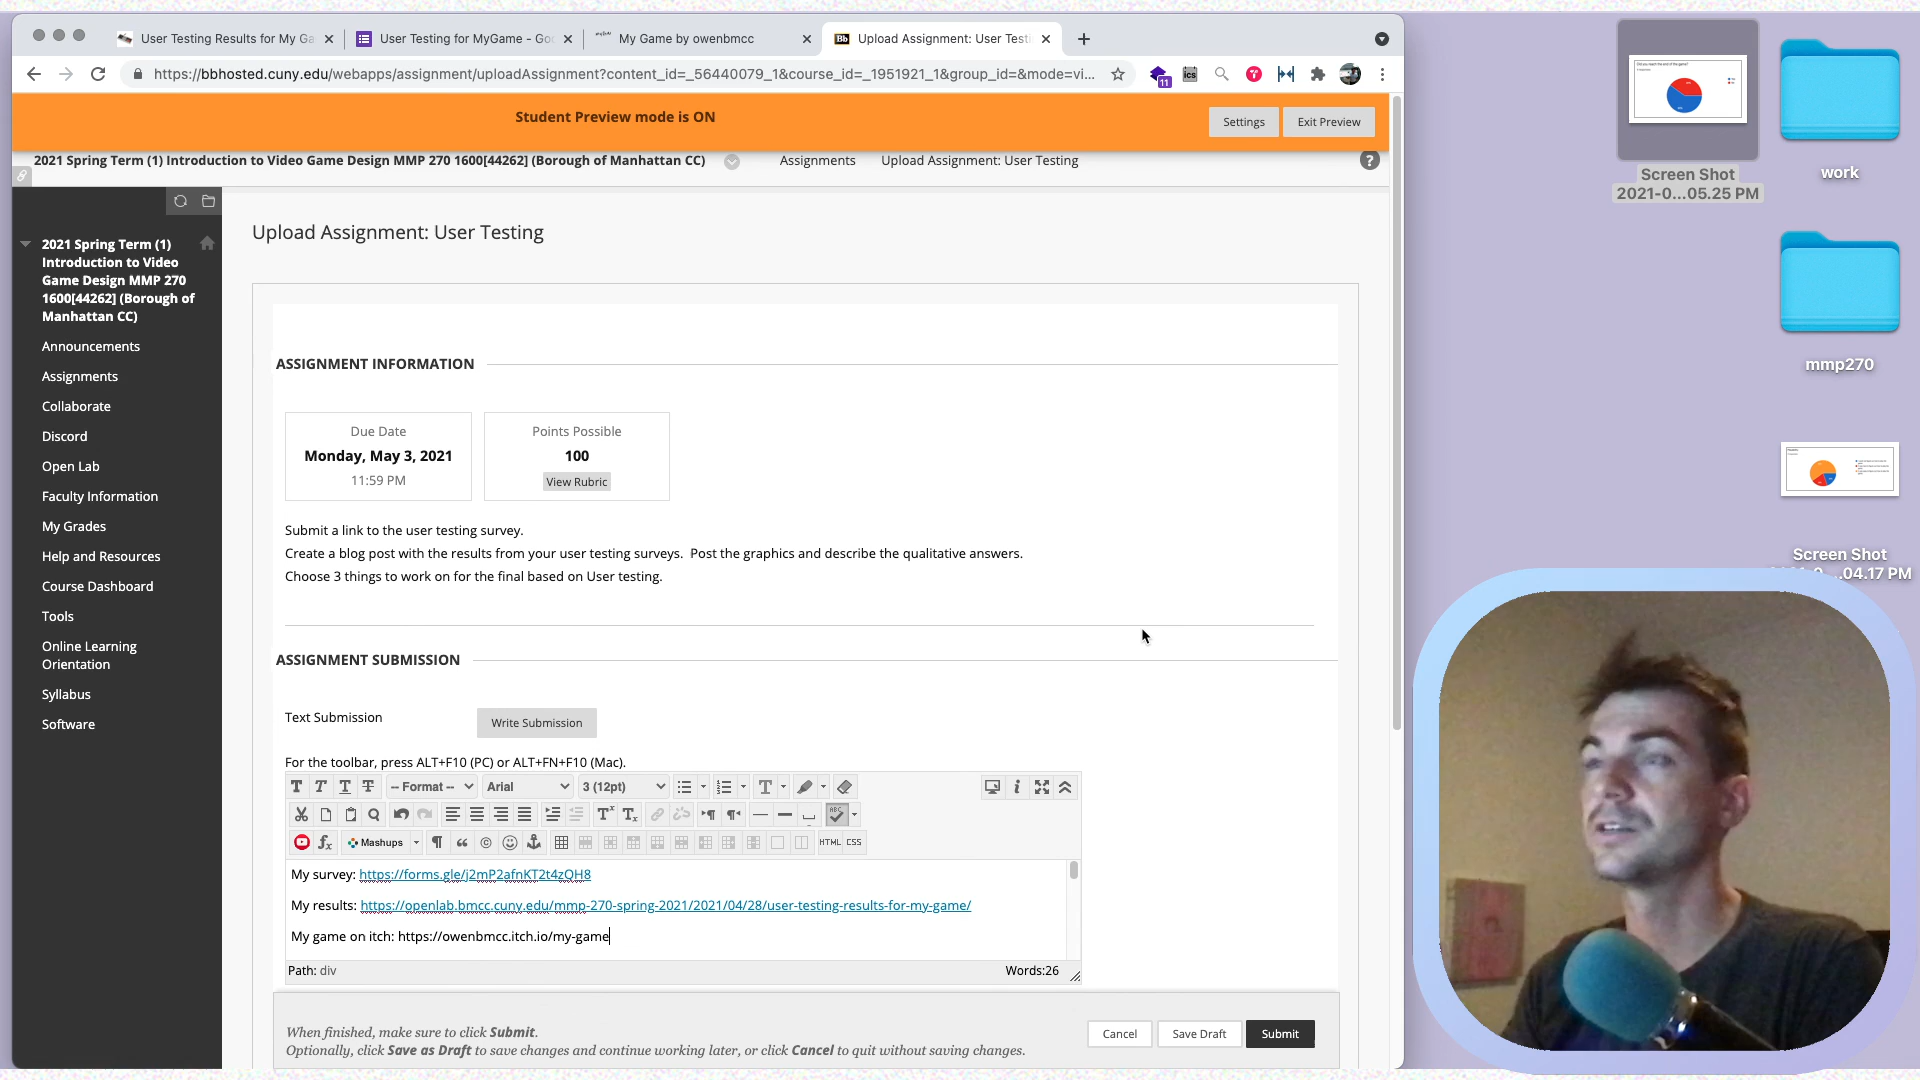 User Testing Results for My Ga
User Testing for MyGame - Goo
My Game by owenbmcc
Bb
Upload Assignment: User Testi
https://bbhosted.cuny.edu/webapps/assignment/uploadAssignment?content_id=_56440079_1&course_id=_1951921_1&group_id=&mode=vi...
ics
11
Student Preview mode is ON
Settings
Exit Preview
2021 Spring Term (1) Introduction to Video Game Design MMP 270 1600[44262] (Borough of Manhattan CC)
Assignments
Upload Assignment: User Testing
?
2021 Spring Term (1)
Introduction to Video
Game Design MMP 270
1600[44262] (Borough of
Manhattan CC)
Announcements
Assignments
Collaborate
Discord
Open Lab
Faculty Information
My Grades
Help and Resources
Course Dashboard
Tools
Online Learning
Orientation
Syllabus
Software
Upload Assignment: User Testing
ASSIGNMENT INFORMATION
Due Date
Monday, May 3, 2021
11:59 PM
Points Possible
100
View Rubric
Submit a link to the user testing survey.
Create a blog post with the results from your user testing surveys.  Post the graphics and describe the qualitative answers.
Choose 3 things to work on for the final based on User testing.
ASSIGNMENT SUBMISSION
Text Submission
Write Submission
For the toolbar, press ALT+F10 (PC) or ALT+FN+F10 (Mac).
-- Format --
Arial
3 (12pt)
Mashups
HTML CSS
My survey: https://forms.gle/j2mP2afnKT2t4zQH8
My results: https://openlab.bmcc.cuny.edu/mmp-270-spring-2021/2021/04/28/user-testing-results-for-my-game/
My game on itch: https://owenbmcc.itch.io/my-game
Path: div
Words:26
When finished, make sure to click Submit.
Optionally, click Save as Draft to save changes and continue working later, or click Cancel to quit without saving changes.
Cancel
Save Draft
Submit
Screen Shot
2021-0...05.25 PM
work
mmp270
Screen Shot
...04.17 PM